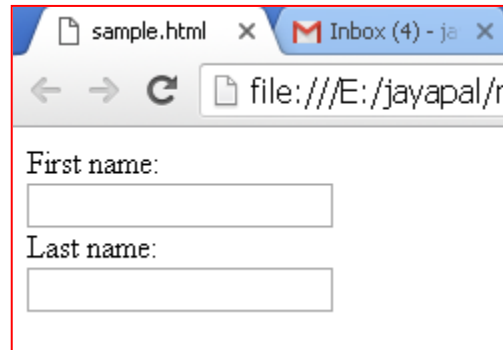 sample.html
Inbox (4) - ja
file:///E:/jayapal/
First name:
Last name: